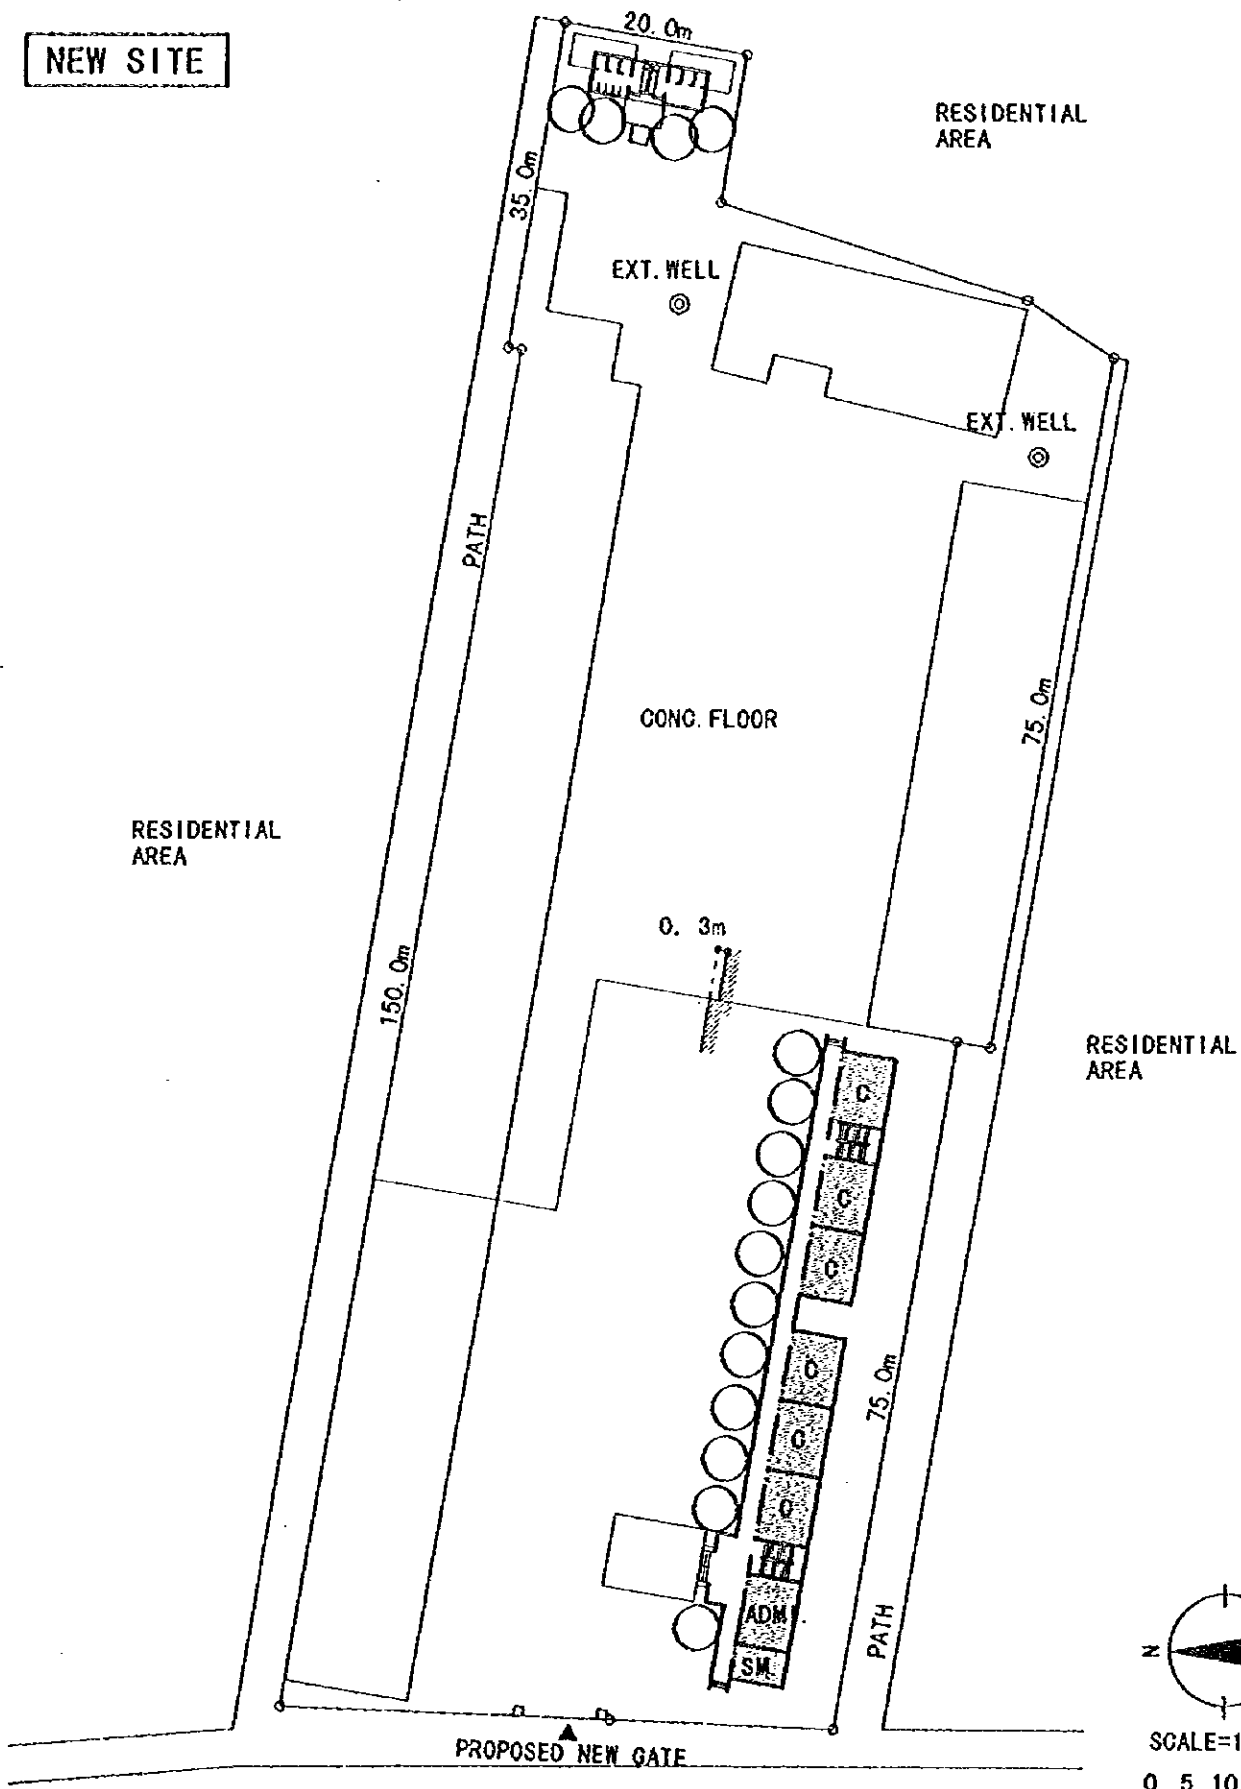 NEW SITE
20.0m
RESIDENTIAL
AREA
35.0m
EXT. WELL
EXT. WELL
PATH
CONC. FLOOR
75.0m
RESIDENTIAL
AREA
0. 3m
150.0m
RESIDENTIAL
AREA
C
C
C
C
C
C
75.0m
ADM.
SM.
PATH
N
SCALE=1
PROPOSED NEW GATE
0 5 10